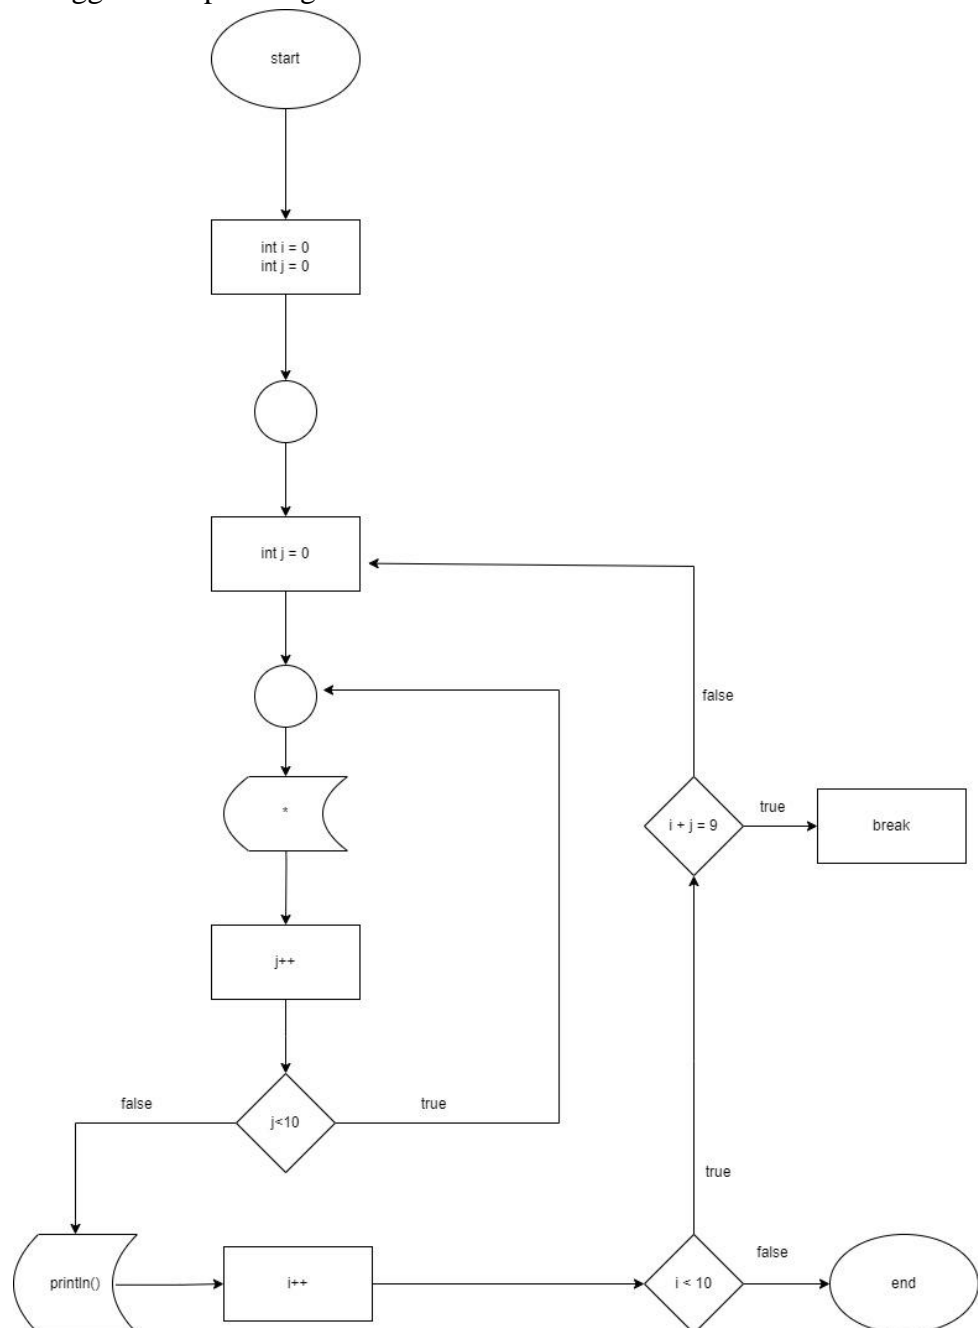 start
int i = 0
int j = 0
int j = 0
false
*
i + j = 9
true
break
j++
false
j<10
true
true
println()
i++
i < 10
false
end